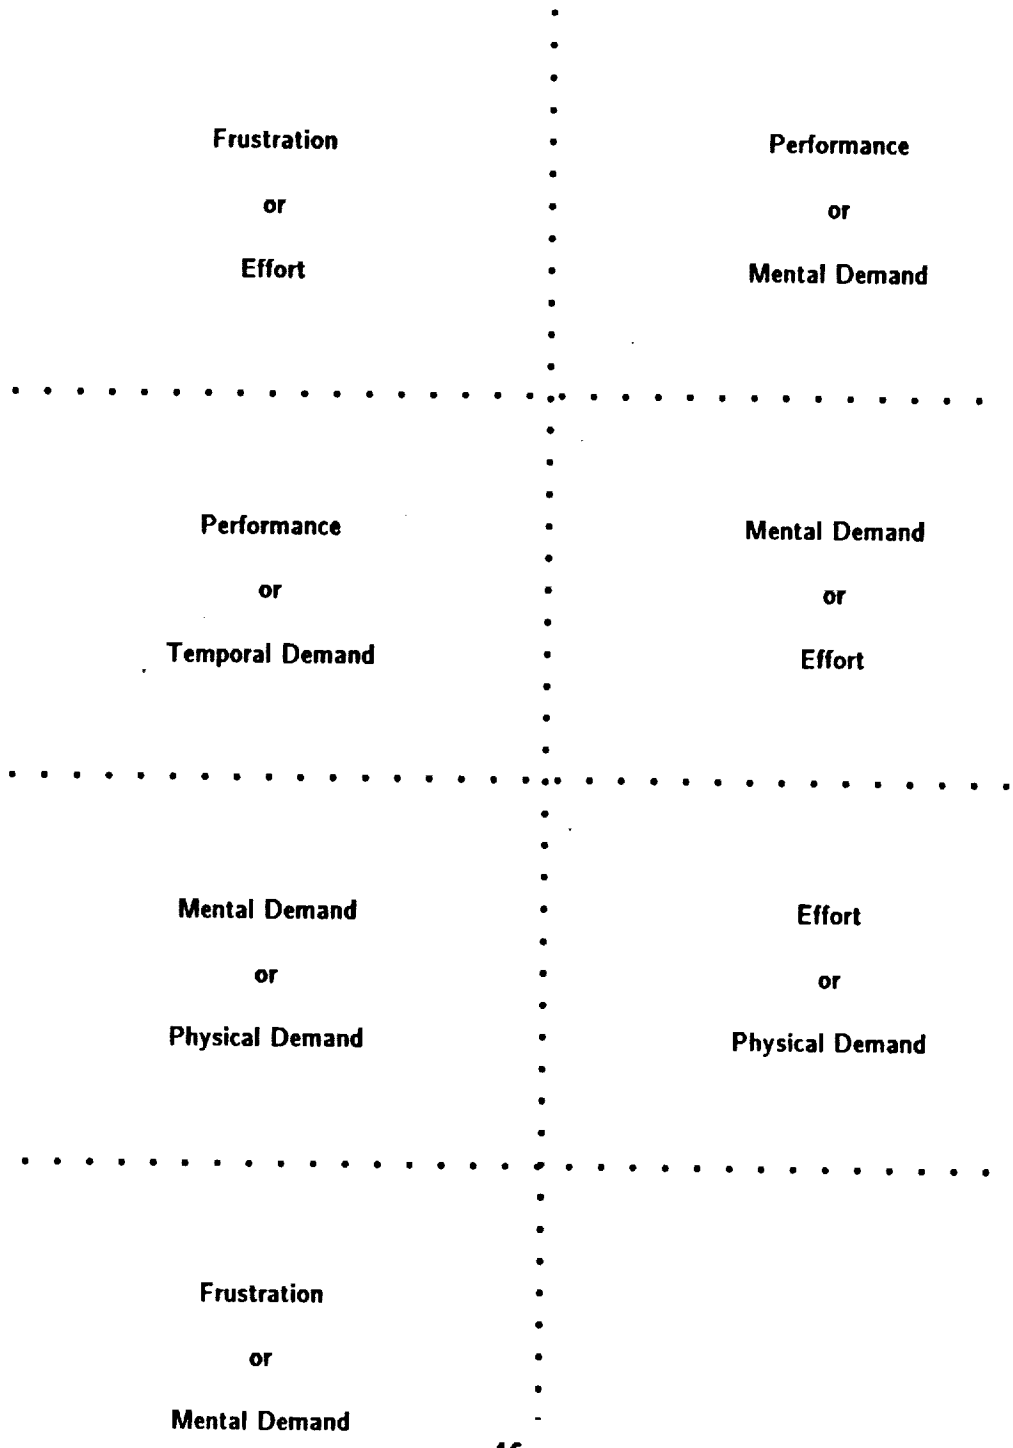 Frustration
or
Effort
Performance
or
Mental Demand
Performance
or
Temporal Demand
Mental Demand
or
Effort
Mental Demand
or
Physical Demand
Effort
or
Physical Demand
Frustration
or
Mental Demand